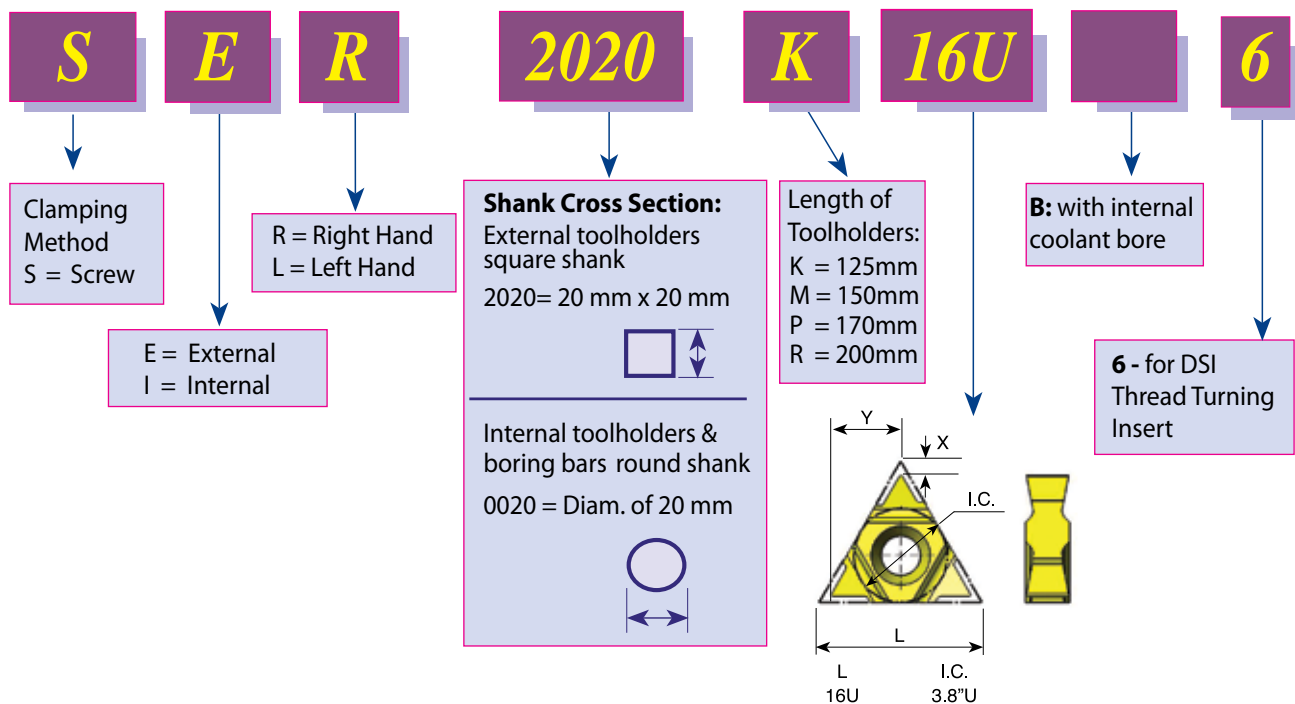 S E R 2020 K 16U 6
Clamping
Method
S = Screw
E = External
I = Internal
R = Right Hand
L = Left Hand
Shank Cross Section:
External toolholders
square shank
2020= 20 mm x 20 mm
Internal toolholders &
boring bars round shank
0020 = Diam. of 20 mm
Length of
Toolholders:
K = 125mm
M = 150mm
P = 170mm
R = 200mm
Y
X
I.C.
L
L I.C.
16U 3.8”U
B: with internal
coolant bore
6 - for DSI
Thread Turning
Insert